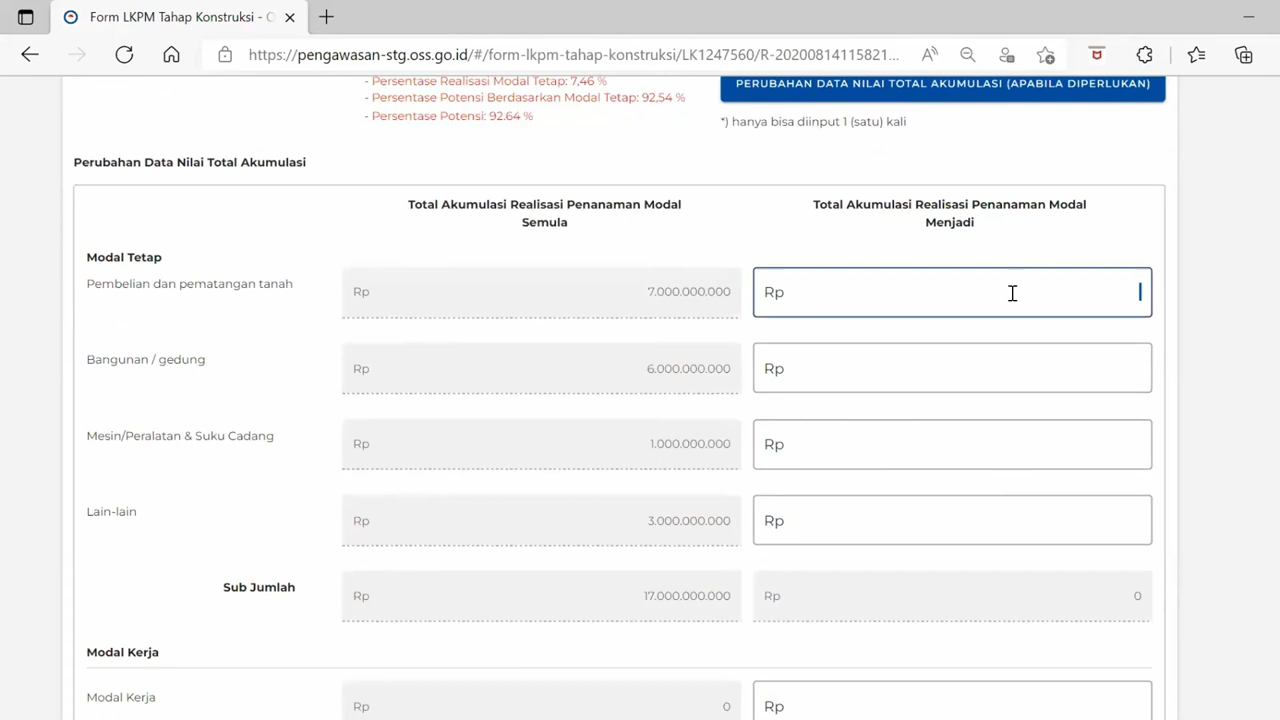 Form LKPM Tahap Konstruksi - O
https://pengawasan-stg.oss.go.id/#/form-lkpm-tahap-konstruksi/LK1247560/R-20200814115821...
- Persentase Realisasi Modal Tetap: 7,46 %
- Persentase Potensi Berdasarkan Modal Tetap: 92,54 %
- Persentase Potensi: 92.64 %
PERUBAHAN DATA NILAI TOTAL AKUMULASI (APABILA DIPERLUKAN)
*) hanya bisa diinput 1 (satu) kali
Perubahan Data Nilai Total Akumulasi
Total Akumulasi Realisasi Penanaman Modal
Semula
Total Akumulasi Realisasi Penanaman Modal
Menjadi
Modal Tetap
Pembelian dan pematangan tanah Rp 7.000.000.000 Rp
Bangunan / gedung Rp 6.000.000.000 Rp
Mesin/Peralatan & Suku Cadang Rp 1.000.000.000 Rp
Lain-lain Rp 3.000.000.000 Rp
Sub Jumlah Rp 17.000.000.000 Rp 0
Modal Kerja
Modal Kerja Rp 0 Rp